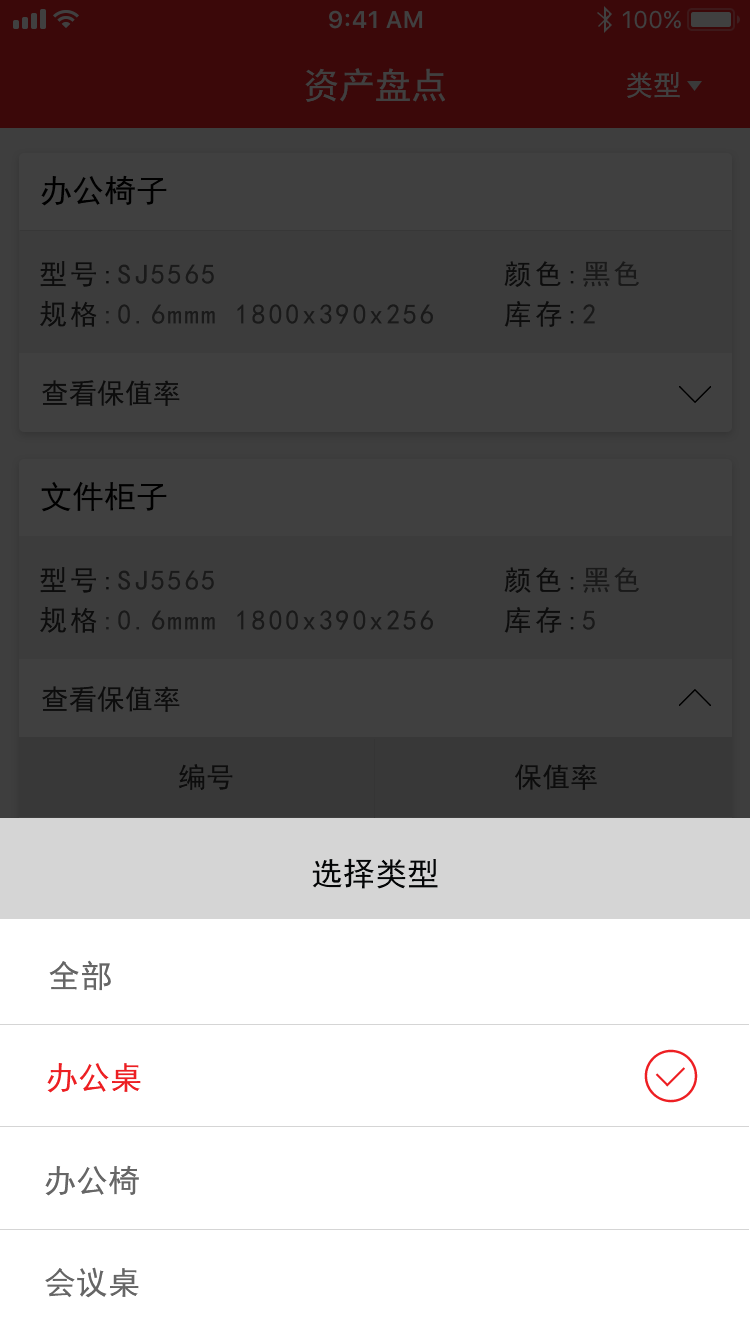 9:41 AM 100%
资产盘点 类型
办公椅子
型号:SJ5565 颜色:黑色
规格:0.6mmm 1800x390x256 库存:2
查看保值率
文件柜子
型号:SJ5565 颜色:黑色
规格:0.6mmm 1800x390x256 库存:5
查看保值率
编号 保值率
选择类型
全部
办公桌
办公椅
会议桌